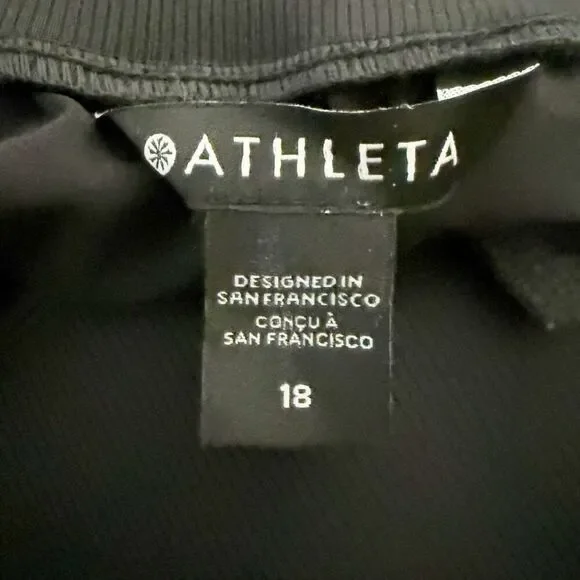 ATHLETA
DESIGNED IN
SAN FRANCISCO
CONÇU À
SAN FRANCISCO
18